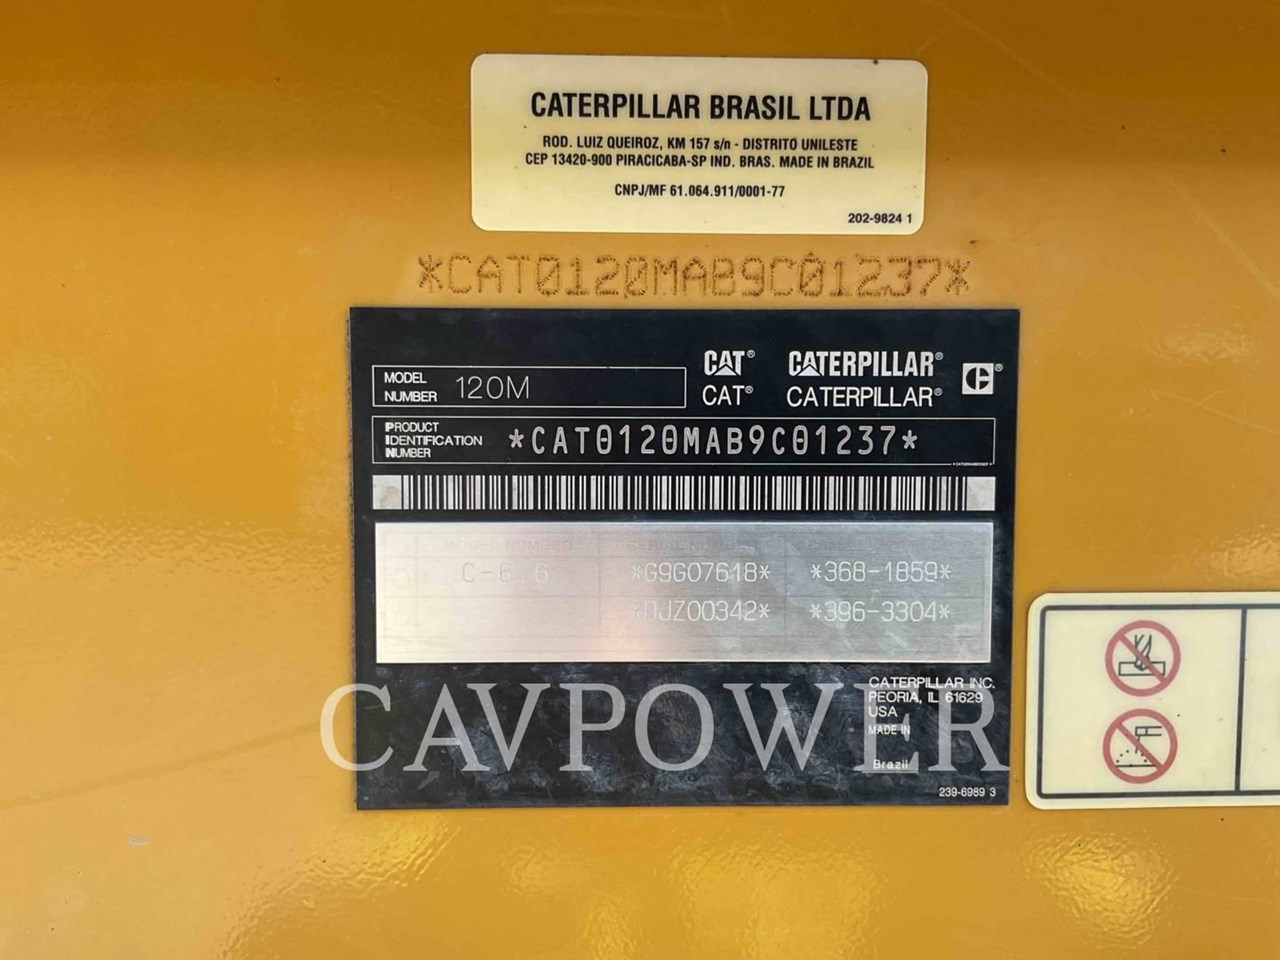 CATERPILLAR BRASIL LTDA
ROD. LUIZ QUEIROZ, KM 157 s/n - DISTRITO UNILESTE
CEP 13420-900 PIRACICABA-SP IND. BRAS. MADE IN BRAZIL
CNPJ/MF 61.064.911/0001-77
202-9824 1
*CAT0120MAB9C01237*
MODEL NUMBER 120M
CAT® CATERPILLAR®
CAT® CATERPILLAR®
PRODUCT IDENTIFICATION NUMBER *CAT0120MAB9C01237*
C-6.6 *G9G07618* *368-1859*
*DJZ00342* *396-3304*
CATERPILLAR INC.
PEORIA, IL 61629
USA
MADE IN
Brazil
239-6989 3
CAVPOWER